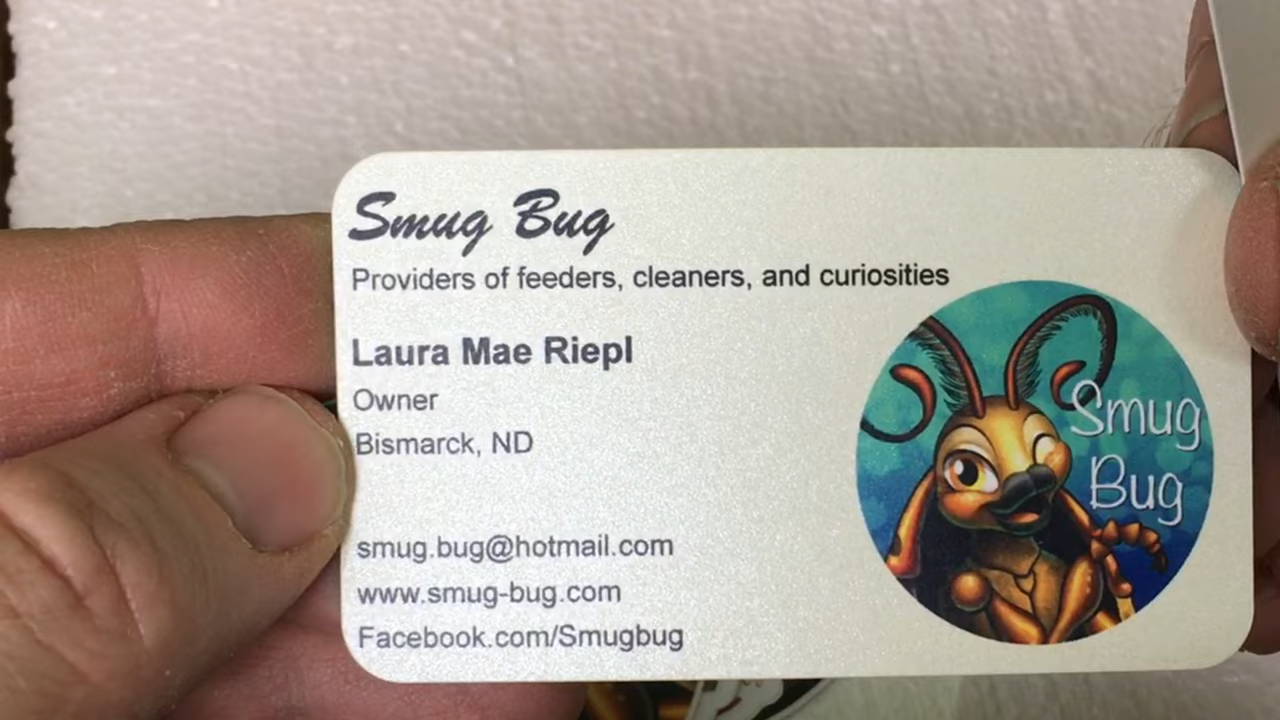 Smug Bug
Providers of feeders, cleaners, and curiosities
Laura Mae Riepl
Owner
Bismarck, ND
smug.bug@hotmail.com
www.smug-bug.com
Facebook.com/Smugbug
Smug
Bug